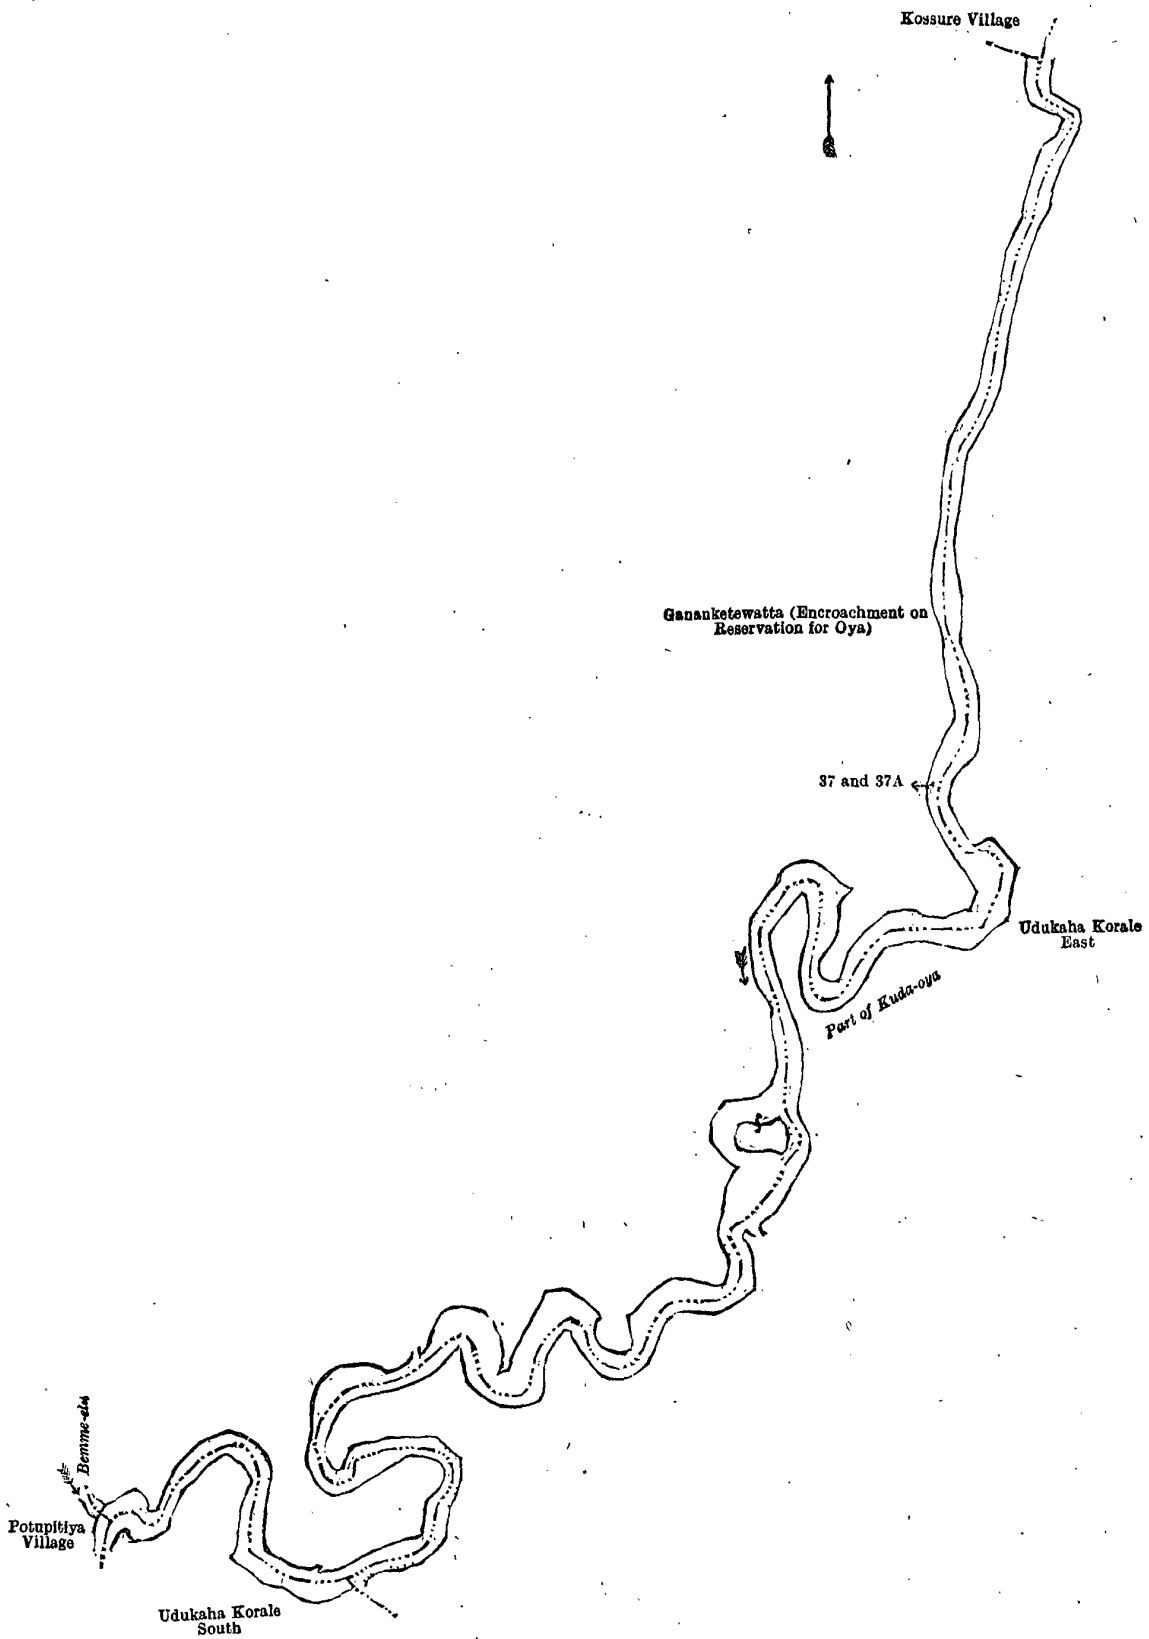 Kossure Village
Gananketewatta (Encroachment on
Reservation for Oya)
37 and 37A
Udukaha Korale
East
Part of Kuda-oya
Bemme-ela
Potupitiya
Village
Udukaha Korale
South